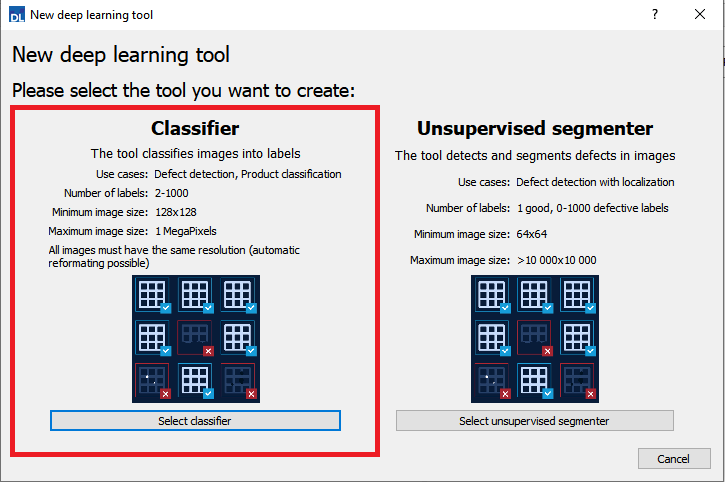 DL New deep learning tool
New deep learning tool
Please select the tool you want to create:
Classifier
The tool classifies images into labels
Use cases: Defect detection, Product classification
Number of labels: 2-1000
Minimum image size: 128x128
Maximum image size: 1 MegaPixels
All images must have the same resolution (automatic
reformating possible)
Select classifier
Unsupervised segmenter
The tool detects and segments defects in images
Use cases: Defect detection with localization
Number of labels: 1 good, 0-1000 defective labels
Minimum image size: 64x64
Maximum image size: >10 000x10 000
Select unsupervised segmenter
Cancel